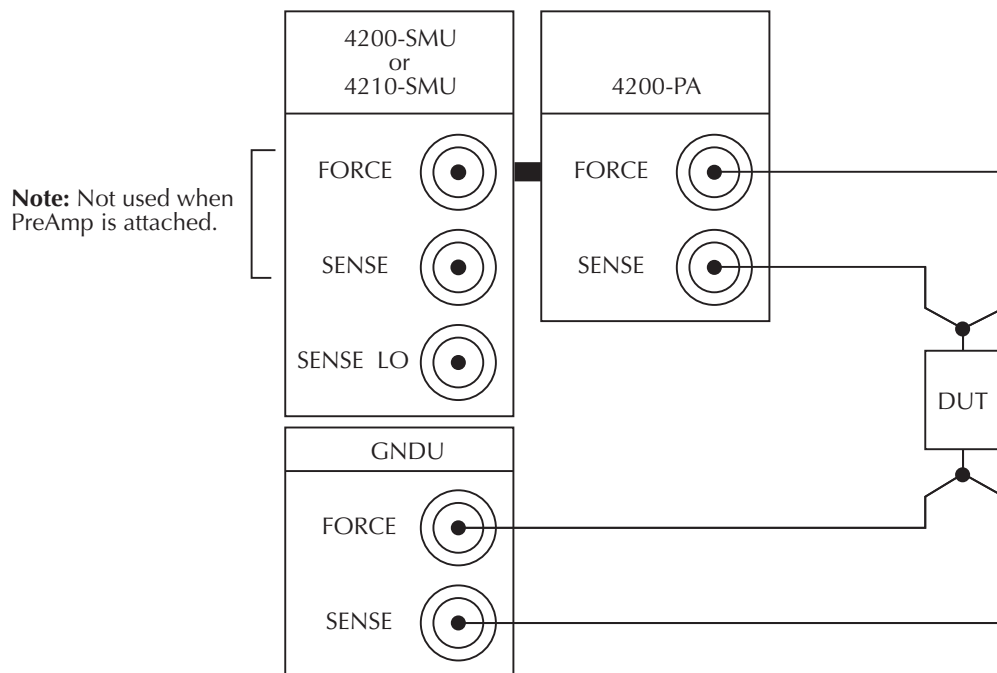 4200-SMU
or
4210-SMU
4200-PA
FORCE
FORCE
Note: Not used when
PreAmp is attached.
SENSE
SENSE
SENSE LO
DUT
GNDU
FORCE
SENSE